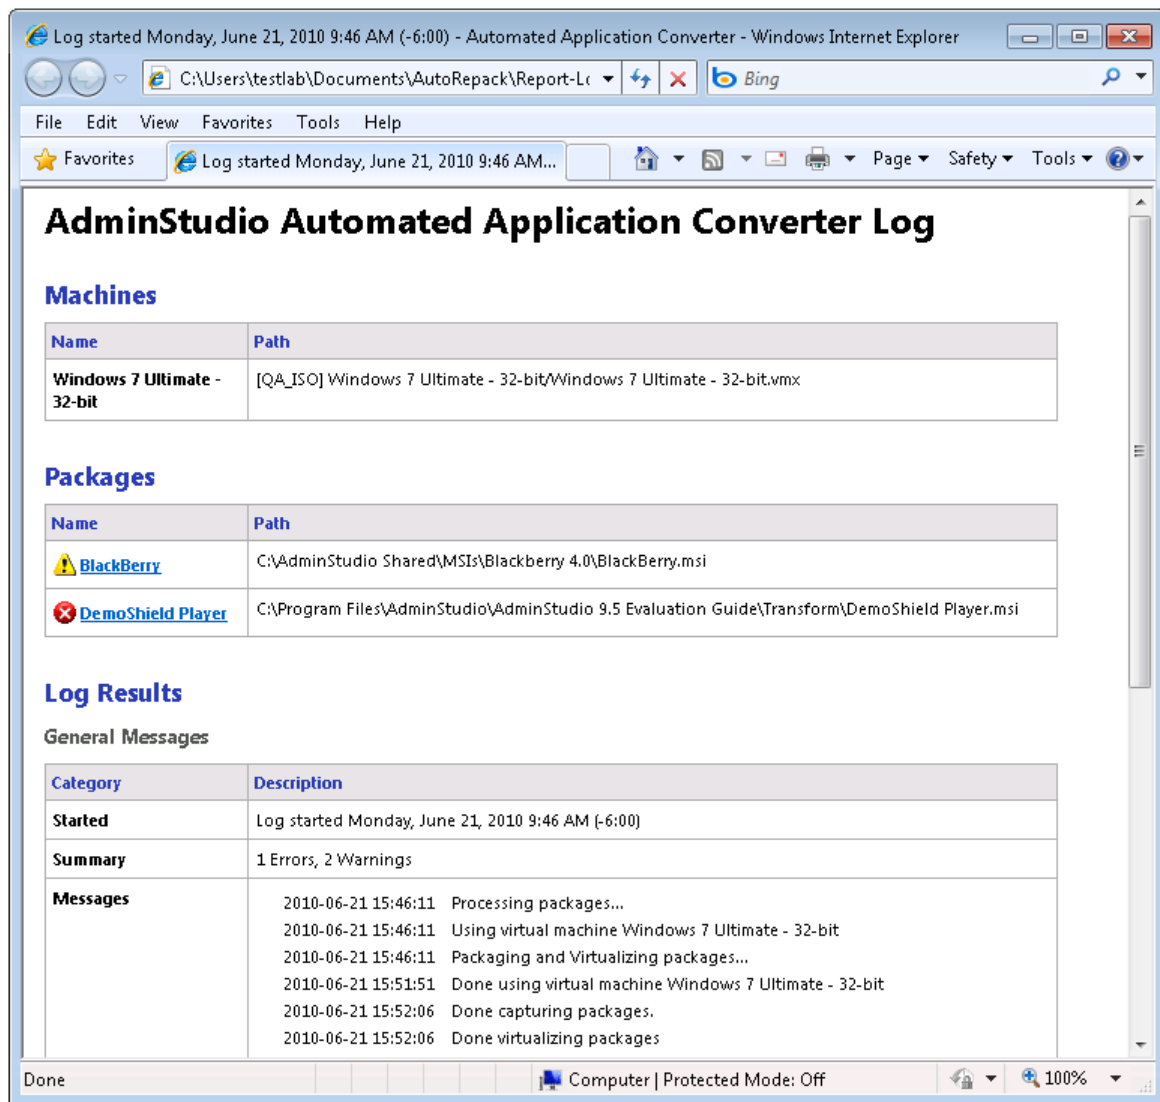 Log started Monday, June 21, 2010 9:46 AM (-6:00) - Automated Application Converter - Windows Internet Explorer
C:\Users\testlab\Documents\AutoRepack\Report-Lo
Bing
File Edit View Favorites Tools Help
Favorites
Log started Monday, June 21, 2010 9:46 AM...
Page Safety Tools
AdminStudio Automated Application Converter Log
Machines
Name Path
Windows 7 Ultimate - 32-bit
[QA_ISO] Windows 7 Ultimate - 32-bit/Windows 7 Ultimate - 32-bit.vmx
Packages
Name Path
BlackBerry C:\AdminStudio Shared\MSIs\Blackberry 4.0\BlackBerry.msi
DemoShield Player C:\Program Files\AdminStudio\AdminStudio 9.5 Evaluation Guide\Transform\DemoShield Player.msi
Log Results
General Messages
Category Description
Started Log started Monday, June 21, 2010 9:46 AM (-6:00)
Summary 1 Errors, 2 Warnings
Messages
2010-06-21 15:46:11 Processing packages...
2010-06-21 15:46:11 Using virtual machine Windows 7 Ultimate - 32-bit
2010-06-21 15:46:11 Packaging and Virtualizing packages...
2010-06-21 15:51:51 Done using virtual machine Windows 7 Ultimate - 32-bit
2010-06-21 15:52:06 Done capturing packages.
2010-06-21 15:52:06 Done virtualizing packages
Done Computer | Protected Mode: Off 100%